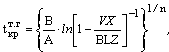 t_кр^т.г = { B/A · ln[1 − VX/BLZ]^−1 }^1/n,